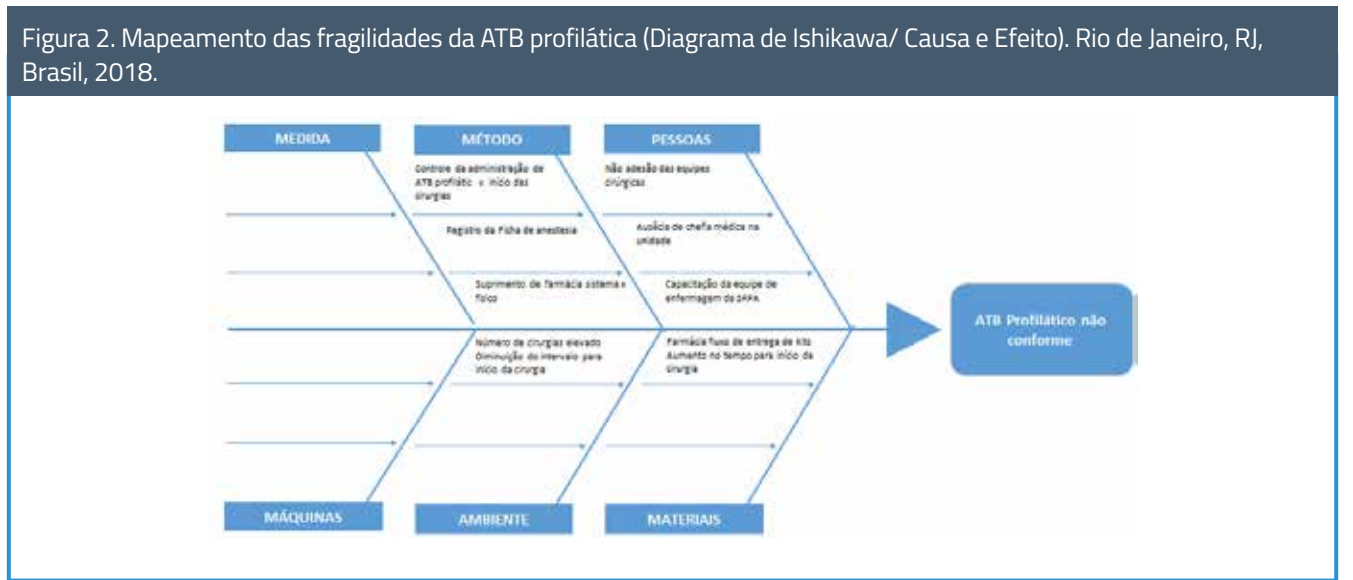 Figura 2. Mapeamento das fragilidades da ATB profilática (Diagrama de Ishikawa/ Causa e Efeito). Rio de Janeiro, RJ,
Brasil, 2018.
MEDIDA
MÉTODO
PESSOAS
Controle da administração de
ATB profilátic e início das
cirurgias
Não adesão das equipes
cirúrgicas
Registro da Ficha de anestesia
Ausêcia de chefia médica na
unidade
Suprimento de farmácia sistema x
físico
Capacitação da equipe de
enfermagem da SRPA
Número de cirurgias elevado
Diminuição do intervalo para
início da cirurgia
Farmácia fluxo de entrega de kits
Aumento no tempo para início da
cirurgia
ATB Profilático não
conforme
MÁQUINAS
AMBIENTE
MATERIAIS